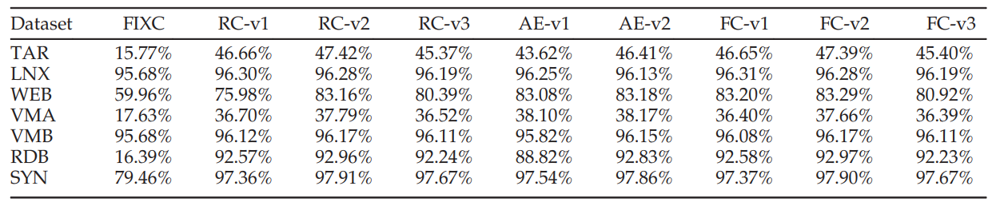 Dataset FIXC RC-v1 RC-v2 RC-v3 AE-v1 AE-v2 FC-v1 FC-v2 FC-v3
TAR 15.77% 46.66% 47.42% 45.37% 43.62% 46.41% 46.65% 47.39% 45.40%
LNX 95.68% 96.30% 96.28% 96.19% 96.25% 96.13% 96.31% 96.28% 96.19%
WEB 59.96% 75.98% 83.16% 80.39% 83.08% 83.18% 83.20% 83.29% 80.92%
VMA 17.63% 36.70% 37.79% 36.52% 38.10% 38.17% 36.40% 37.66% 36.39%
VMB 95.68% 96.12% 96.17% 96.11% 95.82% 96.15% 96.08% 96.17% 96.11%
RDB 16.39% 92.57% 92.96% 92.24% 88.82% 92.83% 92.58% 92.97% 92.23%
SYN 79.46% 97.36% 97.91% 97.67% 97.54% 97.86% 97.37% 97.90% 97.67%